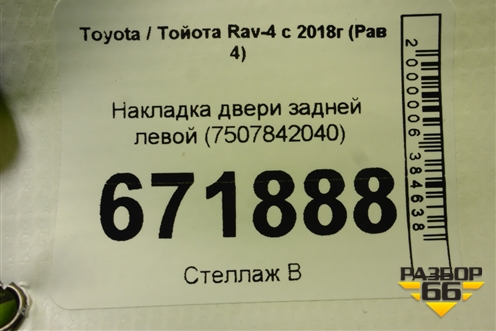 Toyota / Тойота Rav-4 с 2018г (Рав
4)
Накладка двери задней
левой (7507842040)
671888
Стеллаж В
2000006384638
РАЗБОР
66